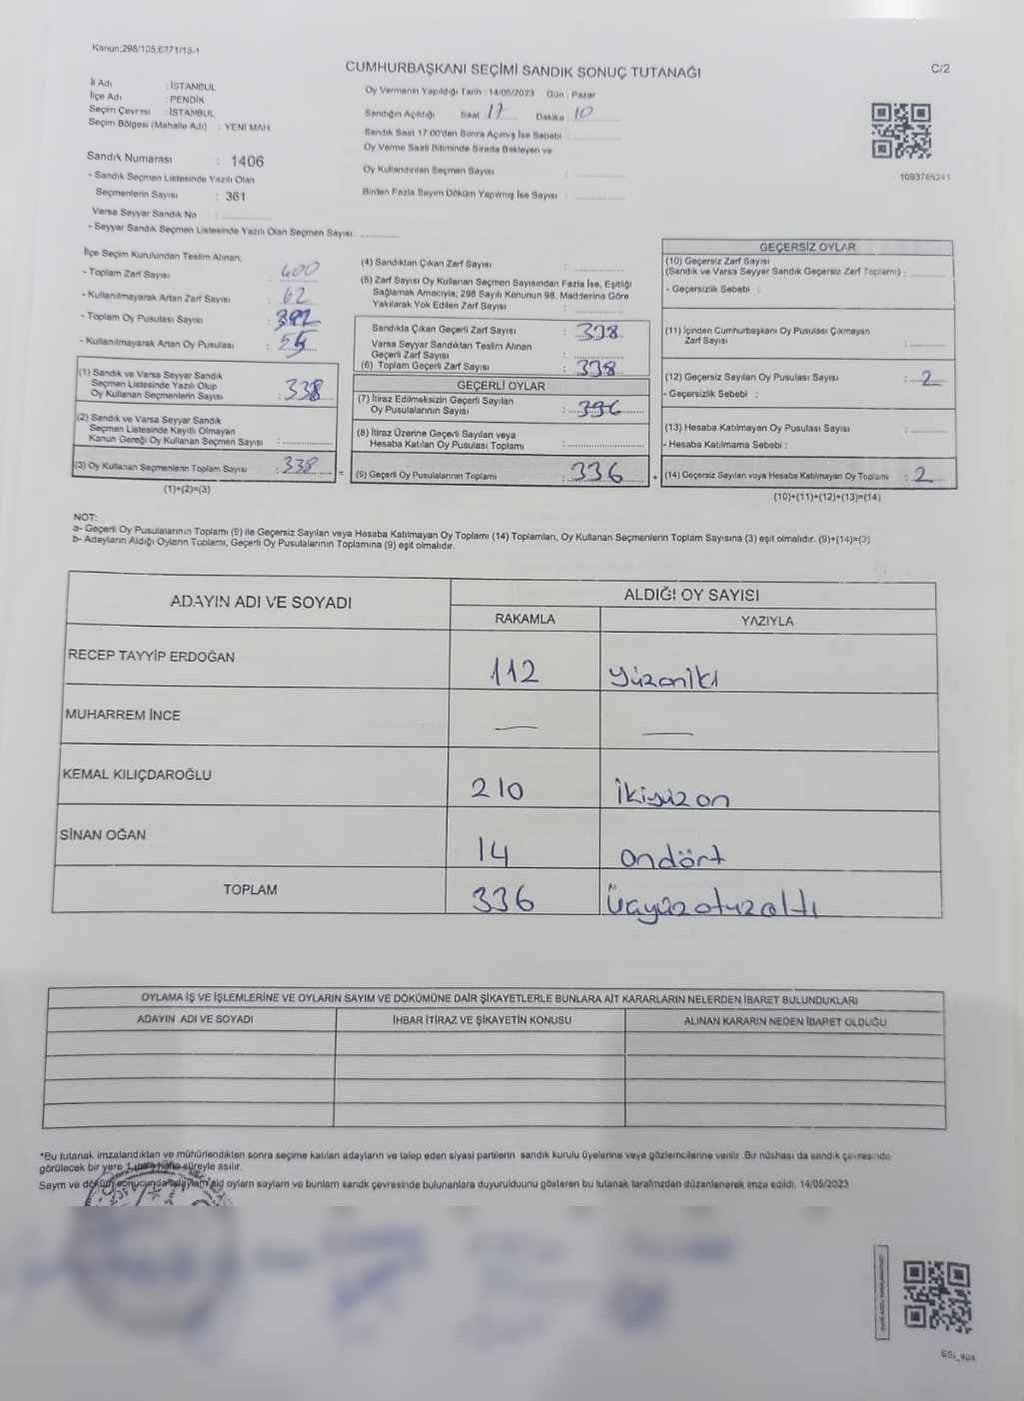 Kanun:298/105;6271/18-1
CUMHURBAŞKANI SEÇİMİ SANDIK SONUÇ TUTANAĞI
C/2
İl Adı : İSTANBUL
İlçe Adı : PENDİK
Seçim Çevresi : İSTANBUL
Seçim Bölgesi (Mahalle Adı) : YENİ MAH.
Oy Vermenin Yapıldığı Tarih : 14/05/2023 Gün : Pazar
Sandığın Açıldığı Saat 17 Dakika 10
Sandık Saat 17:00'den Sonra Açılmış İse Sebebi
Oy Verme Saati Bitiminde Sırada Bekleyen ve
Oy Kullandırılan Seçmen Sayısı :
Birden Fazla Sayım Döküm Yapılmış İse Sayısı :
Sandık Numarası : 1406
- Sandık Seçmen Listesinde Yazılı Olan
Seçmenlerin Sayısı : 361
Varsa Seyyar Sandık No :
- Seyyar Sandık Seçmen Listesinde Yazılı Olan Seçmen Sayısı:
İlçe Seçim Kurulundan Teslim Alınan;
- Toplam Zarf Sayısı : 400
- Kullanılmayarak Artan Zarf Sayısı : 62
- Toplam Oy Pusulası Sayısı :
- Kullanılmayarak Artan Oy Pusulası :
(1) Sandık ve Varsa Seyyar Sandık
Seçmen Listesinde Yazılı Olup
Oy Kullanan Seçmenlerin Sayısı : 338
(2) Sandık ve Varsa Seyyar Sandık
Seçmen Listesinde Kayıtlı Olmayan
Kanun Gereği Oy Kullanan Seçmen Sayısı :
(3) Oy Kullanan Seçmenlerin Toplam Sayısı : 338
(1)+(2)=(3)
(4) Sandıktan Çıkan Zarf Sayısı :
(5) Zarf Sayısı Oy Kullanan Seçmen Sayısından Fazla İse, Eşitliği
Sağlamak Amacıyla; 298 Sayılı Kanunun 98. Maddesine Göre
Yakılarak Yok Edilen Zarf Sayısı :
Sandıkta Çıkan Geçerli Zarf Sayısı : 338
Varsa Seyyar Sandıktan Teslim Alınan
Geçerli Zarf Sayısı :
(6) Toplam Geçerli Zarf Sayısı : 338
GEÇERLİ OYLAR
(7) İtiraz Edilmeksizin Geçerli Sayılan
Oy Pusulalarının Sayısı : 336
(8) İtiraz Üzerine Geçerli Sayılan veya
Hesaba Katılan Oy Pusulası Toplamı :
= (9) Geçerli Oy Pusulalarının Toplamı : 336
GEÇERSİZ OYLAR
(10) Geçersiz Zarf Sayısı
(Sandık ve Varsa Seyyar Sandık Geçersiz Zarf Toplamı) :
- Geçersizlik Sebebi :
(11) İçinden Cumhurbaşkanı Oy Pusulası Çıkmayan
Zarf Sayısı :
(12) Geçersiz Sayılan Oy Pusulası Sayısı : 2
- Geçersizlik Sebebi :
(13) Hesaba Katılmayan Oy Pusulası Sayısı :
- Hesaba Katılmama Sebebi :
+ (14) Geçersiz Sayılan veya Hesaba Katılmayan Oy Toplamı : 2
(10)+(11)+(12)+(13)=(14)
NOT:
a- Geçerli Oy Pusulalarının Toplamı (9) ile Geçersiz Sayılan veya Hesaba Katılmayan Oy Toplamı (14) Toplamları, Oy Kullanan Seçmenlerin Toplam Sayısına (3) eşit olmalıdır. (9)+(14)=(3)
b- Adayların Aldığı Oyların Toplamı, Geçerli Oy Pusulalarının Toplamına (9) eşit olmalıdır.
ADAYIN ADI VE SOYADI ALDIĞI OY SAYISI
RAKAMLA YAZIYLA
RECEP TAYYİP ERDOĞAN 112 yüzoniki
MUHARREM İNCE — —
KEMAL KILIÇDAROĞLU 210 ikiyüzon
SİNAN OĞAN 14 ondört
TOPLAM 336 Üçyüzotuzaltı
OYLAMA İŞ VE İŞLEMLERİNE VE OYLARIN SAYIM VE DÖKÜMÜNE DAİR ŞİKAYETLERLE BUNLARA AİT KARARLARIN NELERDEN İBARET BULUNDUKLARI
ADAYIN ADI VE SOYADI İHBAR İTİRAZ VE ŞİKAYETİN KONUSU ALINAN KARARIN NEDEN İBARET OLDUĞU
*Bu tutanak imzalandıktan ve mühürlendikten sonra seçime katılan adayların ve talep eden siyasi partilerin sandık kurulu üyelerine veya gözlemcilerine verilir. Bir nüshası da sandık çevresinde
görülecek bir yere 1 hafta süreyle asılır.
Sayım ve döküm sonucunda oyların sayılarını ve bunların sandık çevresinde bulunanlara duyurulduğunu gösteren bu tutanak tarafımızdan düzenlenerek imza edildi. 14/05/2023